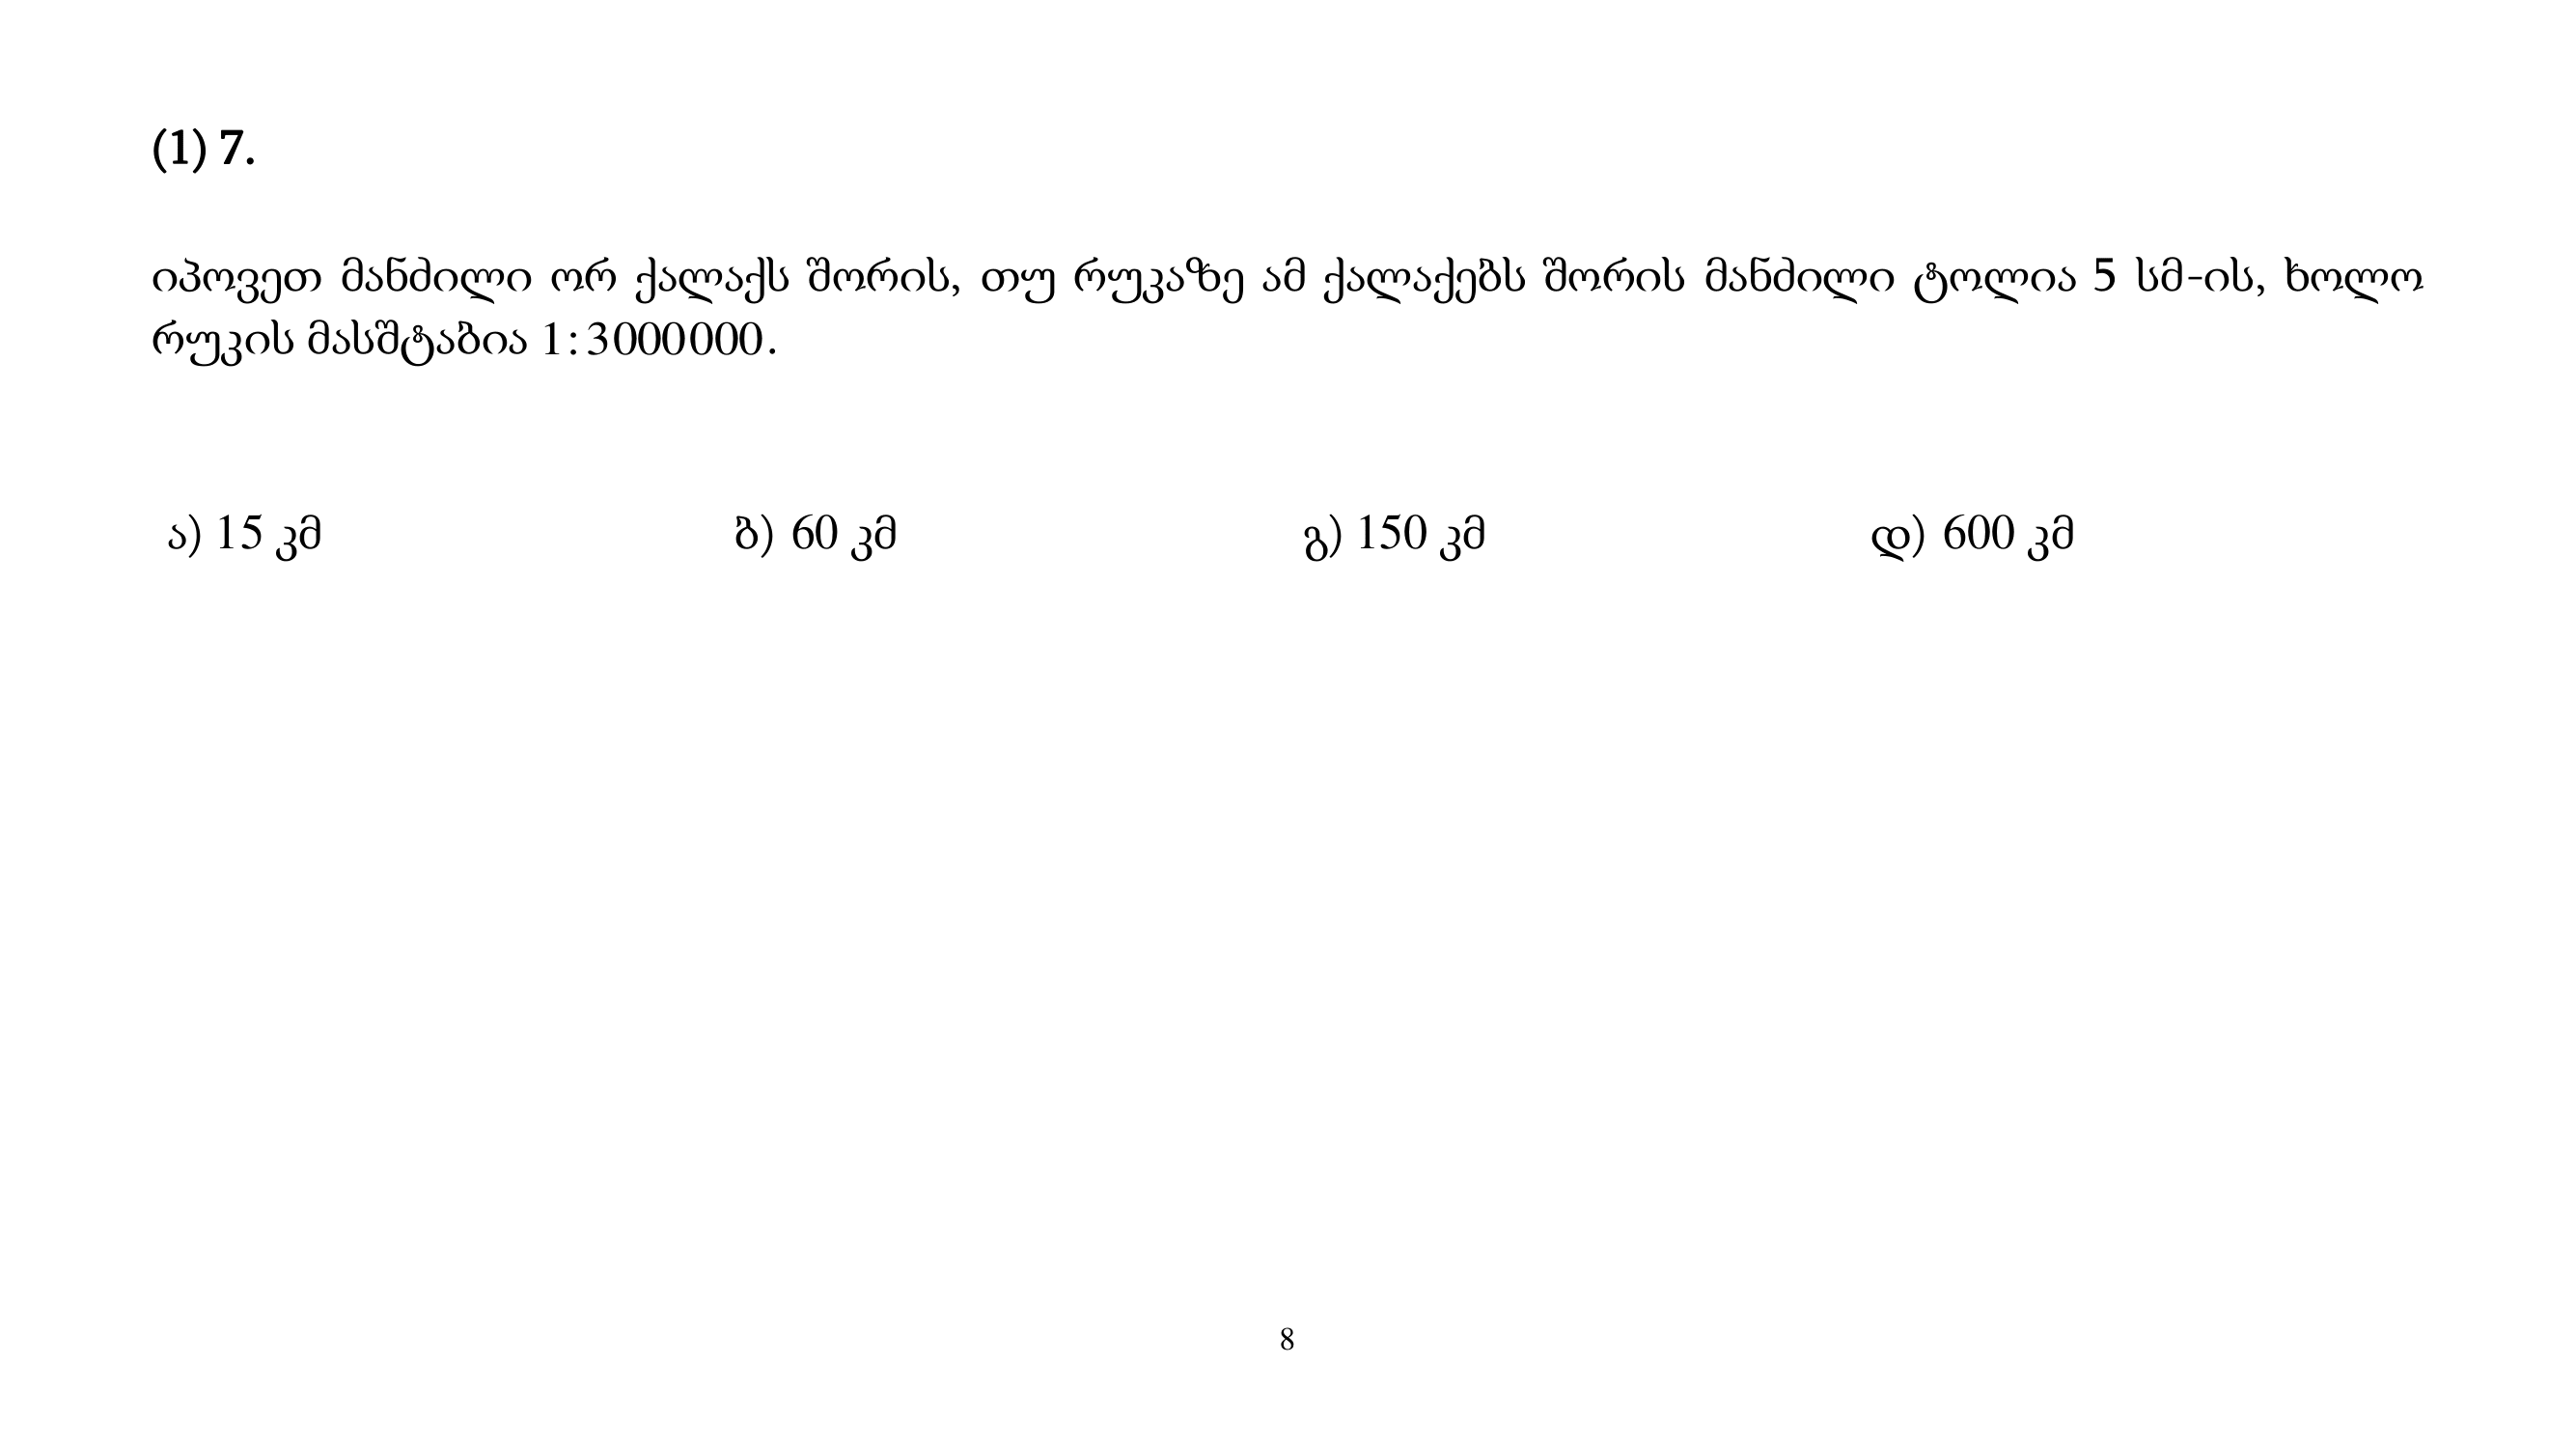 (1) 7.
იპოვეთ მანძილი ორ ქალაქს შორის, თუ რუკაზე ამ ქალაქებს შორის მანძილი ტოლია 5 სმ-ის, ხოლო
რუკის მასშტაბია 1:3000000.
ა) 15 კმ ბ) 60 კმ გ) 150 კმ დ) 600 კმ
8